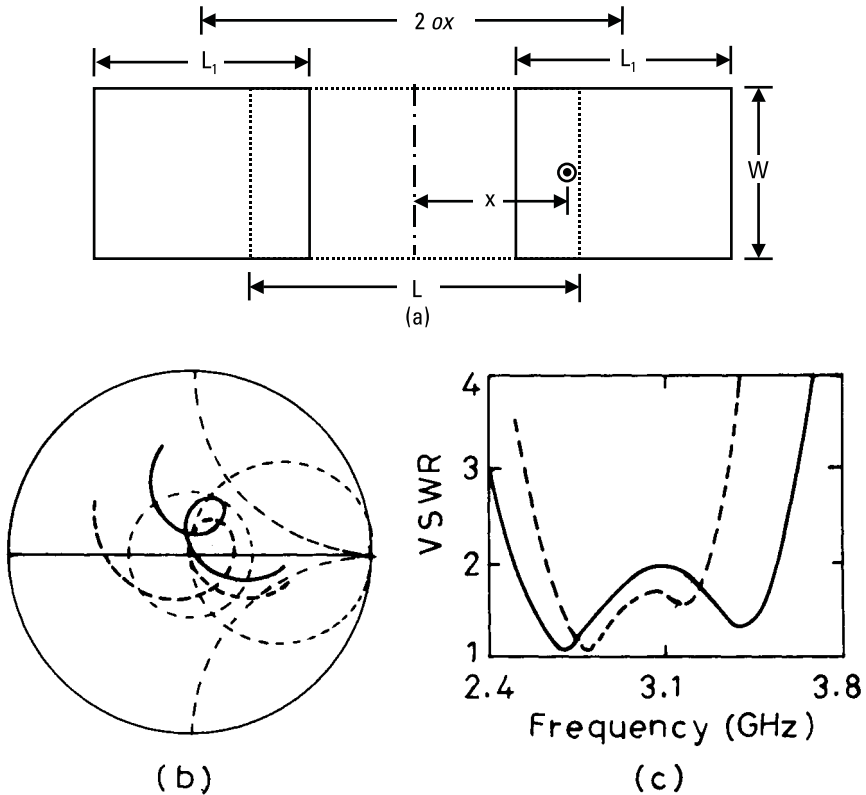 2 ox
L₁ L₁
W
x
L
(a)
4
3
2
1
VSWR
2.4 3.1 3.8
Frequency (GHz)
(b) (c)